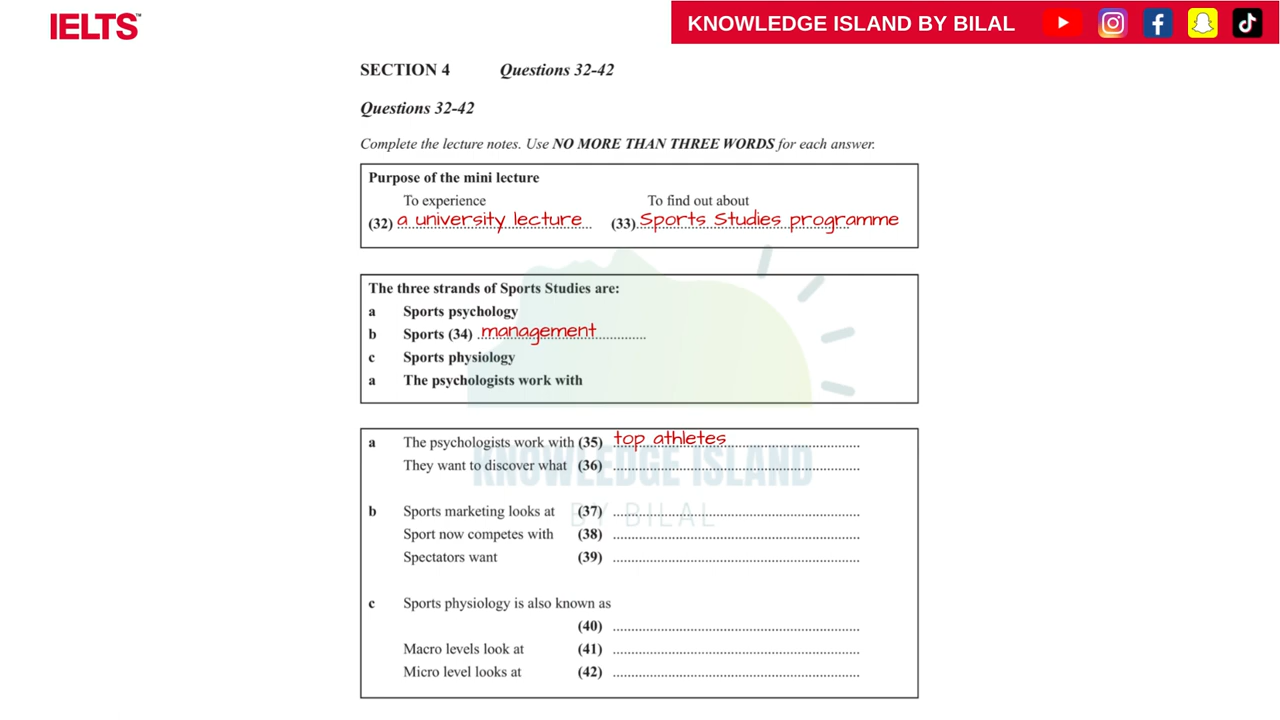 IELTS™
KNOWLEDGE ISLAND BY BILAL
SECTION 4 Questions 32-42
Questions 32-42
Complete the lecture notes. Use NO MORE THAN THREE WORDS for each answer.
Purpose of the mini lecture
To experience To find out about
(32) a university lecture (33) Sports Studies programme
The three strands of Sports Studies are:
a Sports psychology
b Sports (34) management
c Sports physiology
a The psychologists work with
a The psychologists work with (35) top athletes
They want to discover what (36)
KNOWLEDGE ISLAND
b Sports marketing looks at (37)
BY BILAL
Sport now competes with (38)
Spectators want (39)
c Sports physiology is also known as
(40)
Macro levels look at (41)
Micro level looks at (42)